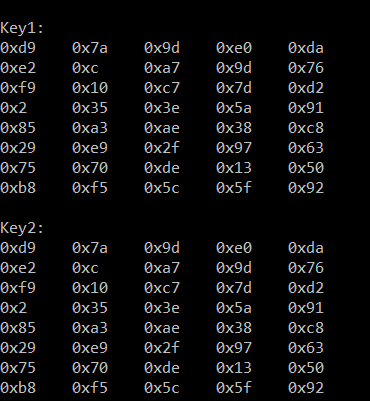 Key1:
0xd9 0x7a 0x9d 0xe0 0xda
0xe2 0xc 0xa7 0x9d 0x76
0xf9 0x10 0xc7 0x7d 0xd2
0x2 0x35 0x3e 0x5a 0x91
0x85 0xa3 0xae 0x38 0xc8
0x29 0xe9 0x2f 0x97 0x63
0x75 0x70 0xde 0x13 0x50
0xb8 0xf5 0x5c 0x5f 0x92
Key2:
0xd9 0x7a 0x9d 0xe0 0xda
0xe2 0xc 0xa7 0x9d 0x76
0xf9 0x10 0xc7 0x7d 0xd2
0x2 0x35 0x3e 0x5a 0x91
0x85 0xa3 0xae 0x38 0xc8
0x29 0xe9 0x2f 0x97 0x63
0x75 0x70 0xde 0x13 0x50
0xb8 0xf5 0x5c 0x5f 0x92